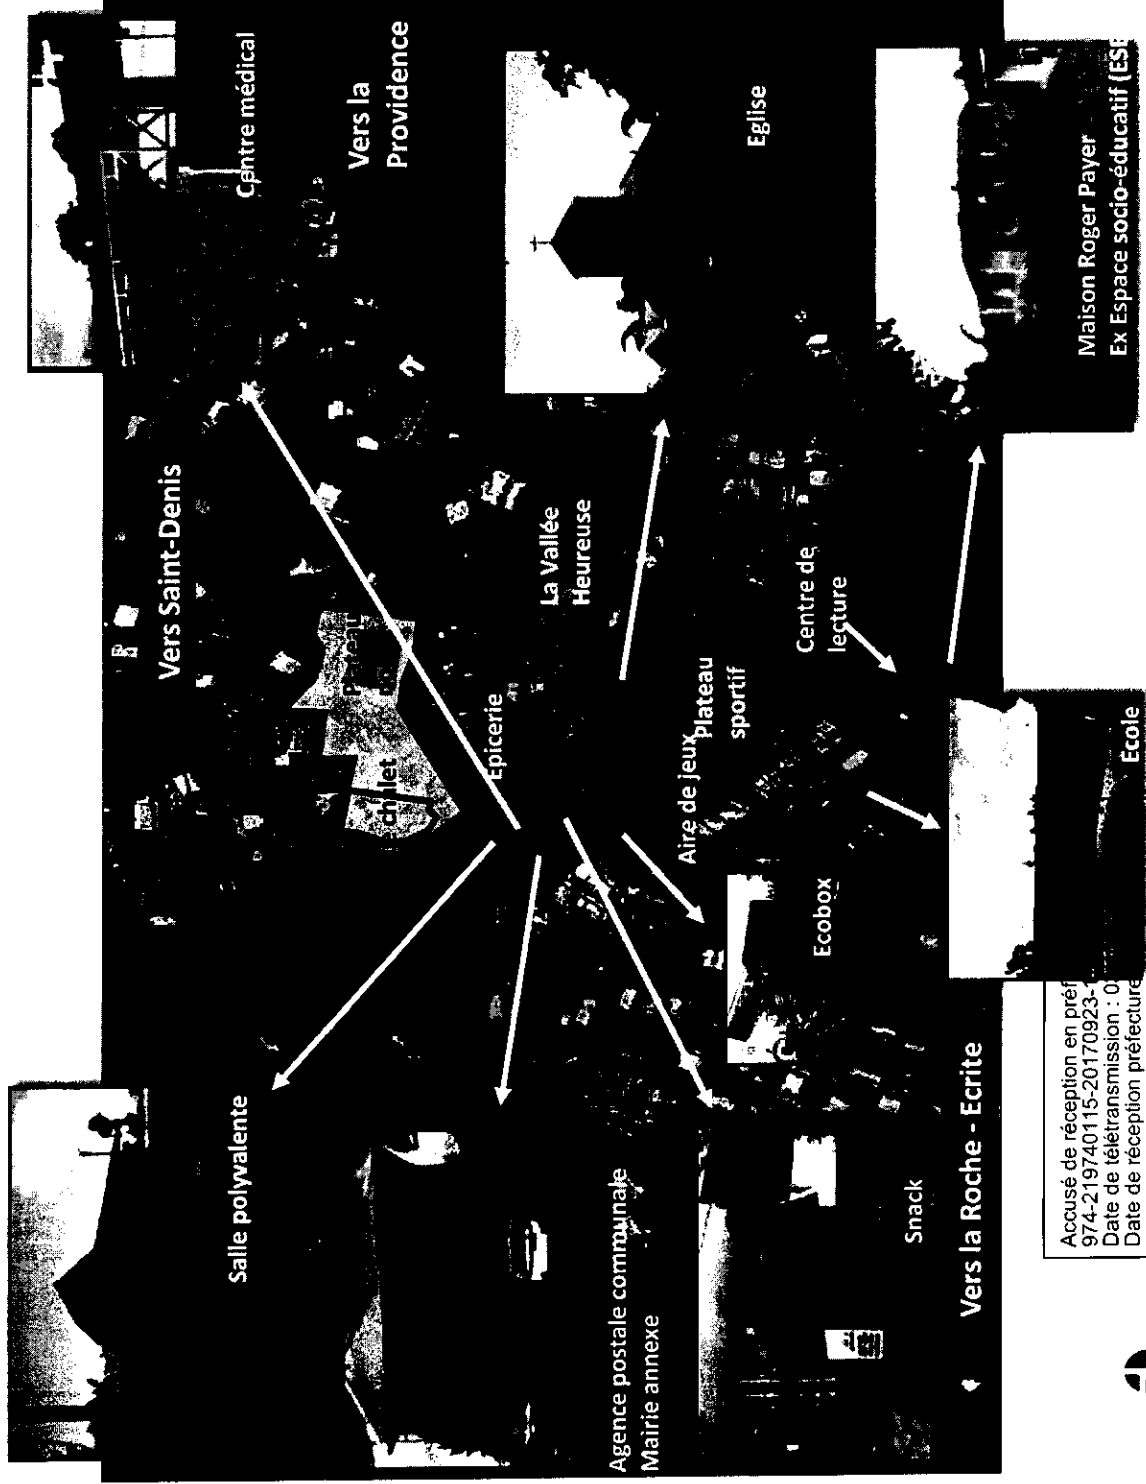 Salle polyvalente
Vers Saint-Denis
Centre médical
Vers la
Providence
chalet
Epicerie
La Vallée
Heureuse
Eglise
Agence postale communale
Mairie annexe
Aire de jeux
Plateau
sportif
Ecobox
Centre de
lecture
Snack
Vers la Roche - Ecrite
Ecole
Maison Roger Payer -
Ex Espace socio-éducatif (ESE
Accusé de réception en préf
974-219740115-20170923-
Date de télétransmission : 0
Date de réception préfecture